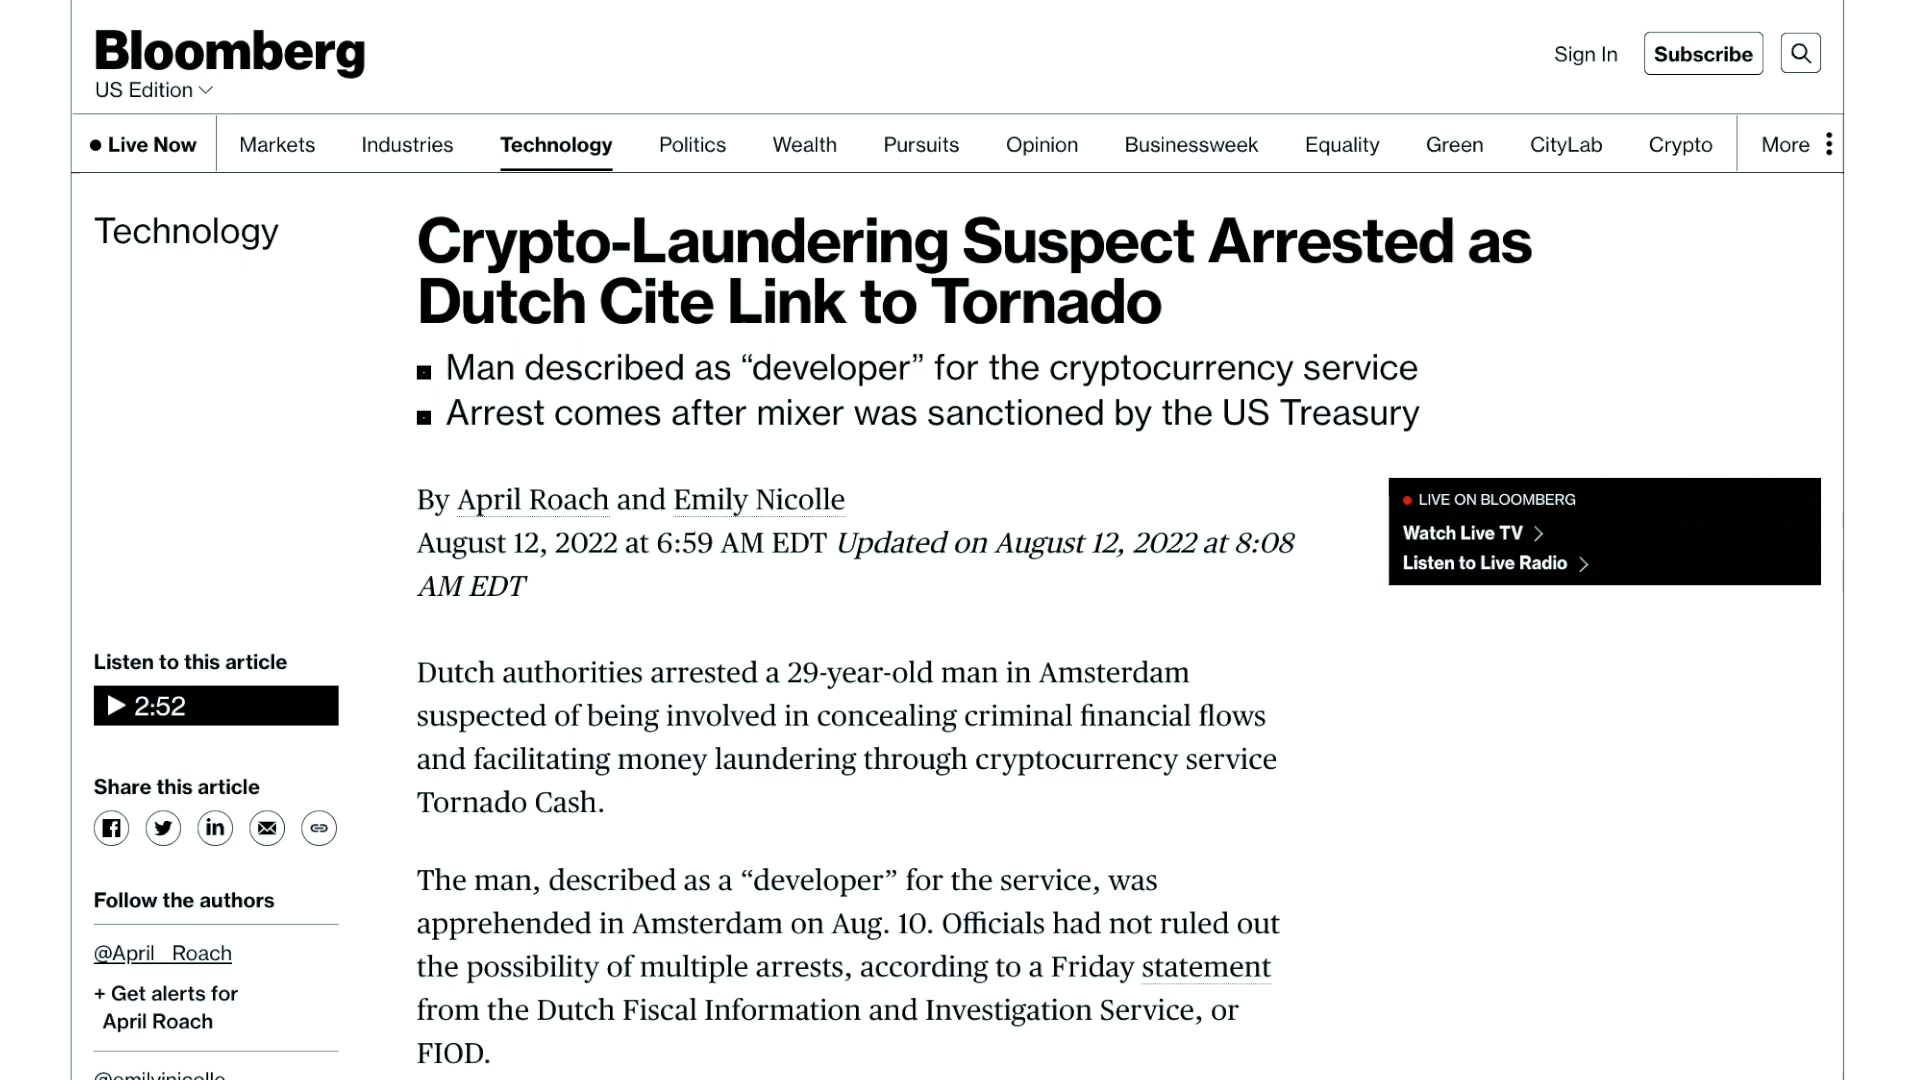 Bloomberg
US Edition
Sign In
Subscribe
Live Now
Markets
Industries
Technology
Politics
Wealth
Pursuits
Opinion
Businessweek
Equality
Green
CityLab
Crypto
More
Technology
Crypto-Laundering Suspect Arrested as
Dutch Cite Link to Tornado
Man described as “developer” for the cryptocurrency service
Arrest comes after mixer was sanctioned by the US Treasury
By April Roach and Emily Nicolle
August 12, 2022 at 6:59 AM EDT Updated on August 12, 2022 at 8:08
AM EDT
LIVE ON BLOOMBERG
Watch Live TV
Listen to Live Radio
Listen to this article
2:52
Share this article
Follow the authors
@April_Roach
+ Get alerts for
April Roach
@emilyjnicolle
Dutch authorities arrested a 29-year-old man in Amsterdam
suspected of being involved in concealing criminal financial flows
and facilitating money laundering through cryptocurrency service
Tornado Cash.
The man, described as a “developer” for the service, was
apprehended in Amsterdam on Aug. 10. Officials had not ruled out
the possibility of multiple arrests, according to a Friday statement
from the Dutch Fiscal Information and Investigation Service, or
FIOD.